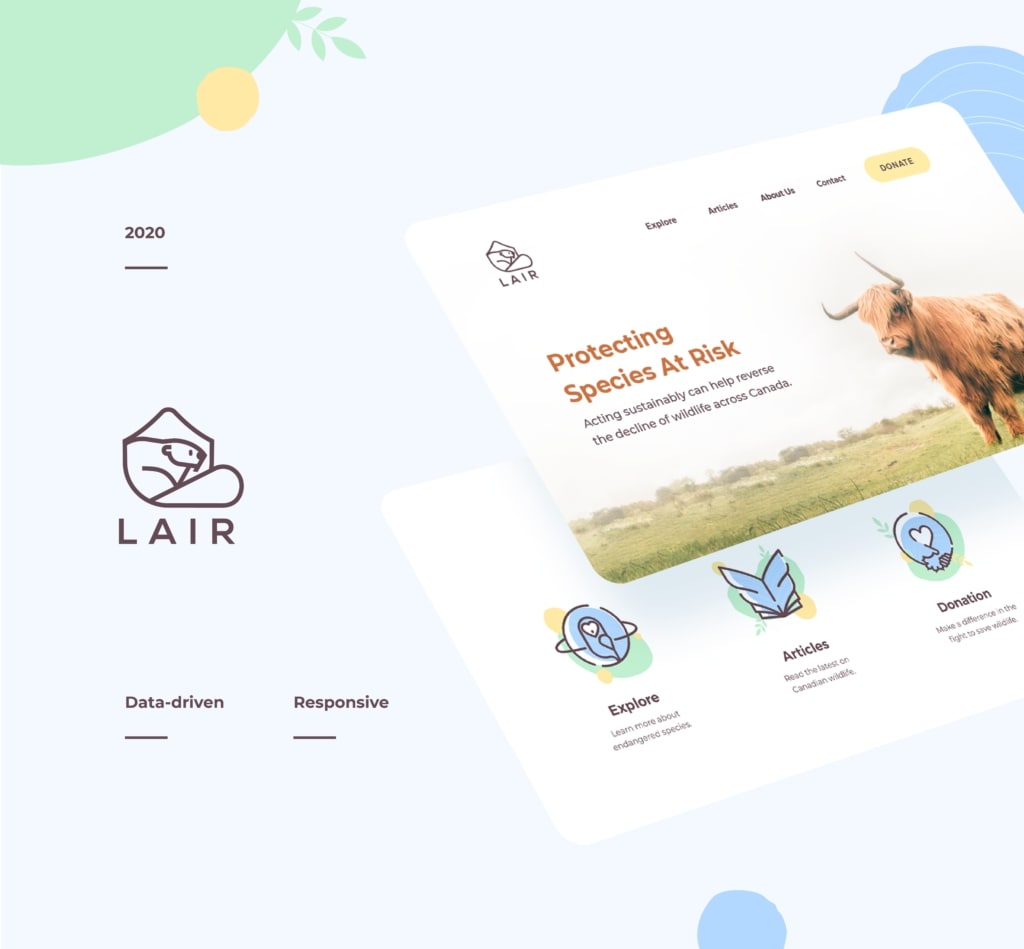 2020
LAIR
Data-driven
Responsive
LAIR
Explore
Articles
About Us
Contact
DONATE
Protecting
Species At Risk
Acting sustainably can help reverse
the decline of wildlife across Canada.
Explore
Learn more about
endangered species.
Articles
Read the latest on
Canadian wildlife.
Donation
Make a difference in the
fight to save wildlife.